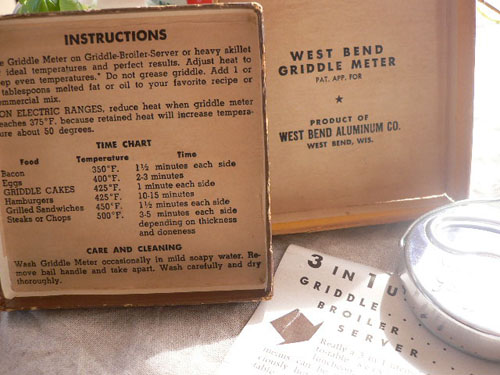 INSTRUCTIONS
e Griddle Meter on Griddle-Broiler-Server or heavy skillet
ideal temperatures and perfect results. Adjust heat to
ep even temperatures." Do not grease griddle. Add 1 or
tablespoons melted fat or oil to your favorite recipe or
mmercial mix.
ON ELECTRIC RANGES, reduce heat when griddle meter
eaches 375°F. because retained heat will increase tempera-
ure about 50 degrees.
TIME CHART
Food Temperature Time
Bacon 350°F. 1½ minutes each side
Eggs 400°F. 2-3 minutes
GRIDDLE CAKES 425°F. 1 minute each side
Hamburgers 425°F. 10-15 minutes
Grilled Sandwiches 450°F. 1½ minutes each side
Steaks or Chops 500°F. 3-5 minutes each side
depending on thickness
and doneness
CARE AND CLEANING
Wash Griddle Meter occasionally in mild soapy water. Re-
move bail handle and take apart. Wash carefully and dry
thoroughly.
WEST BEND
GRIDDLE METER
PAT. APP. FOR
★
PRODUCT OF
WEST BEND ALUMINUM CO.
WEST BEND, WIS.
3 IN 1 U
GRIDDLE
BROILER
SERVER
Really a
means can
viously
table